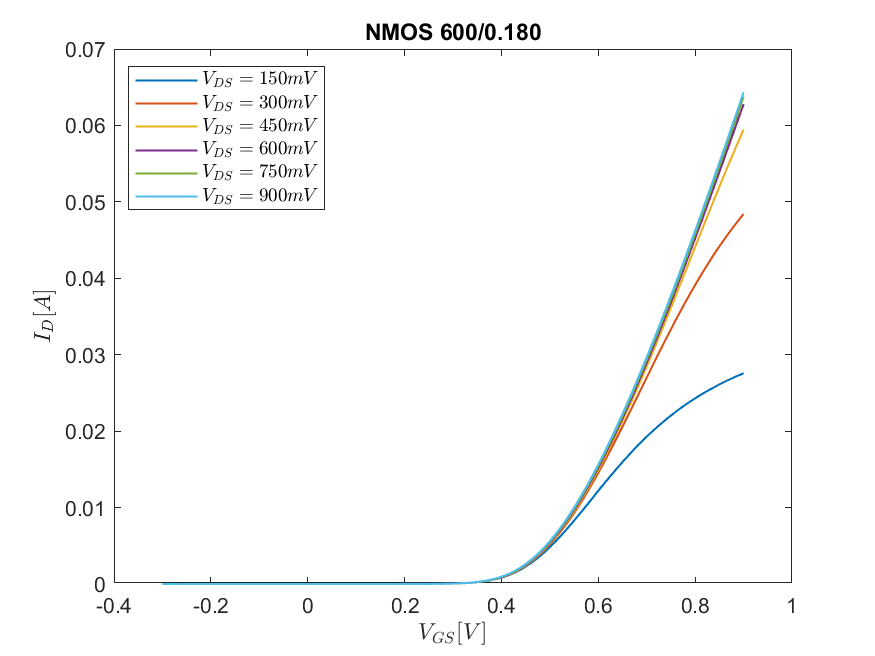 NMOS 600/0.180
0.07
0.06
0.05
0.04
0.03
0.02
0.01
0
I_D[A]
V_DS = 150mV
V_DS = 300mV
V_DS = 450mV
V_DS = 600mV
V_DS = 750mV
V_DS = 900mV
-0.4 -0.2 0 0.2 0.4 0.6 0.8 1
V_GS[V]